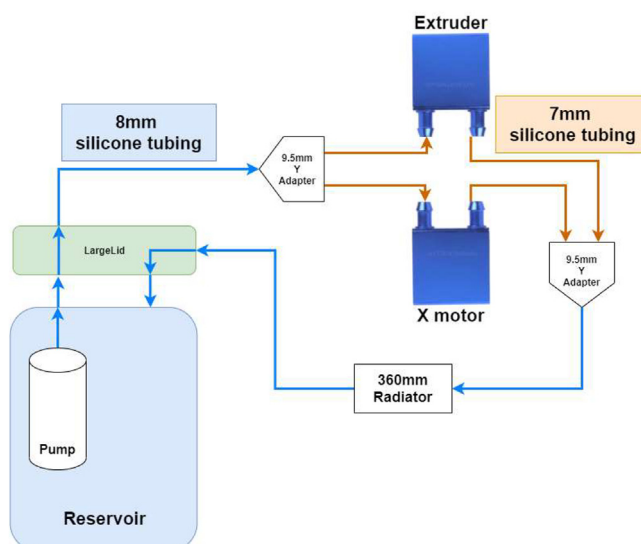 Extruder
8mm
silicone tubing
7mm
silicone tubing
9.5mm
Y
Adapter
LargeLid
9.5mm
Y
Adapter
X motor
360mm
Radiator
Pump
Reservoir